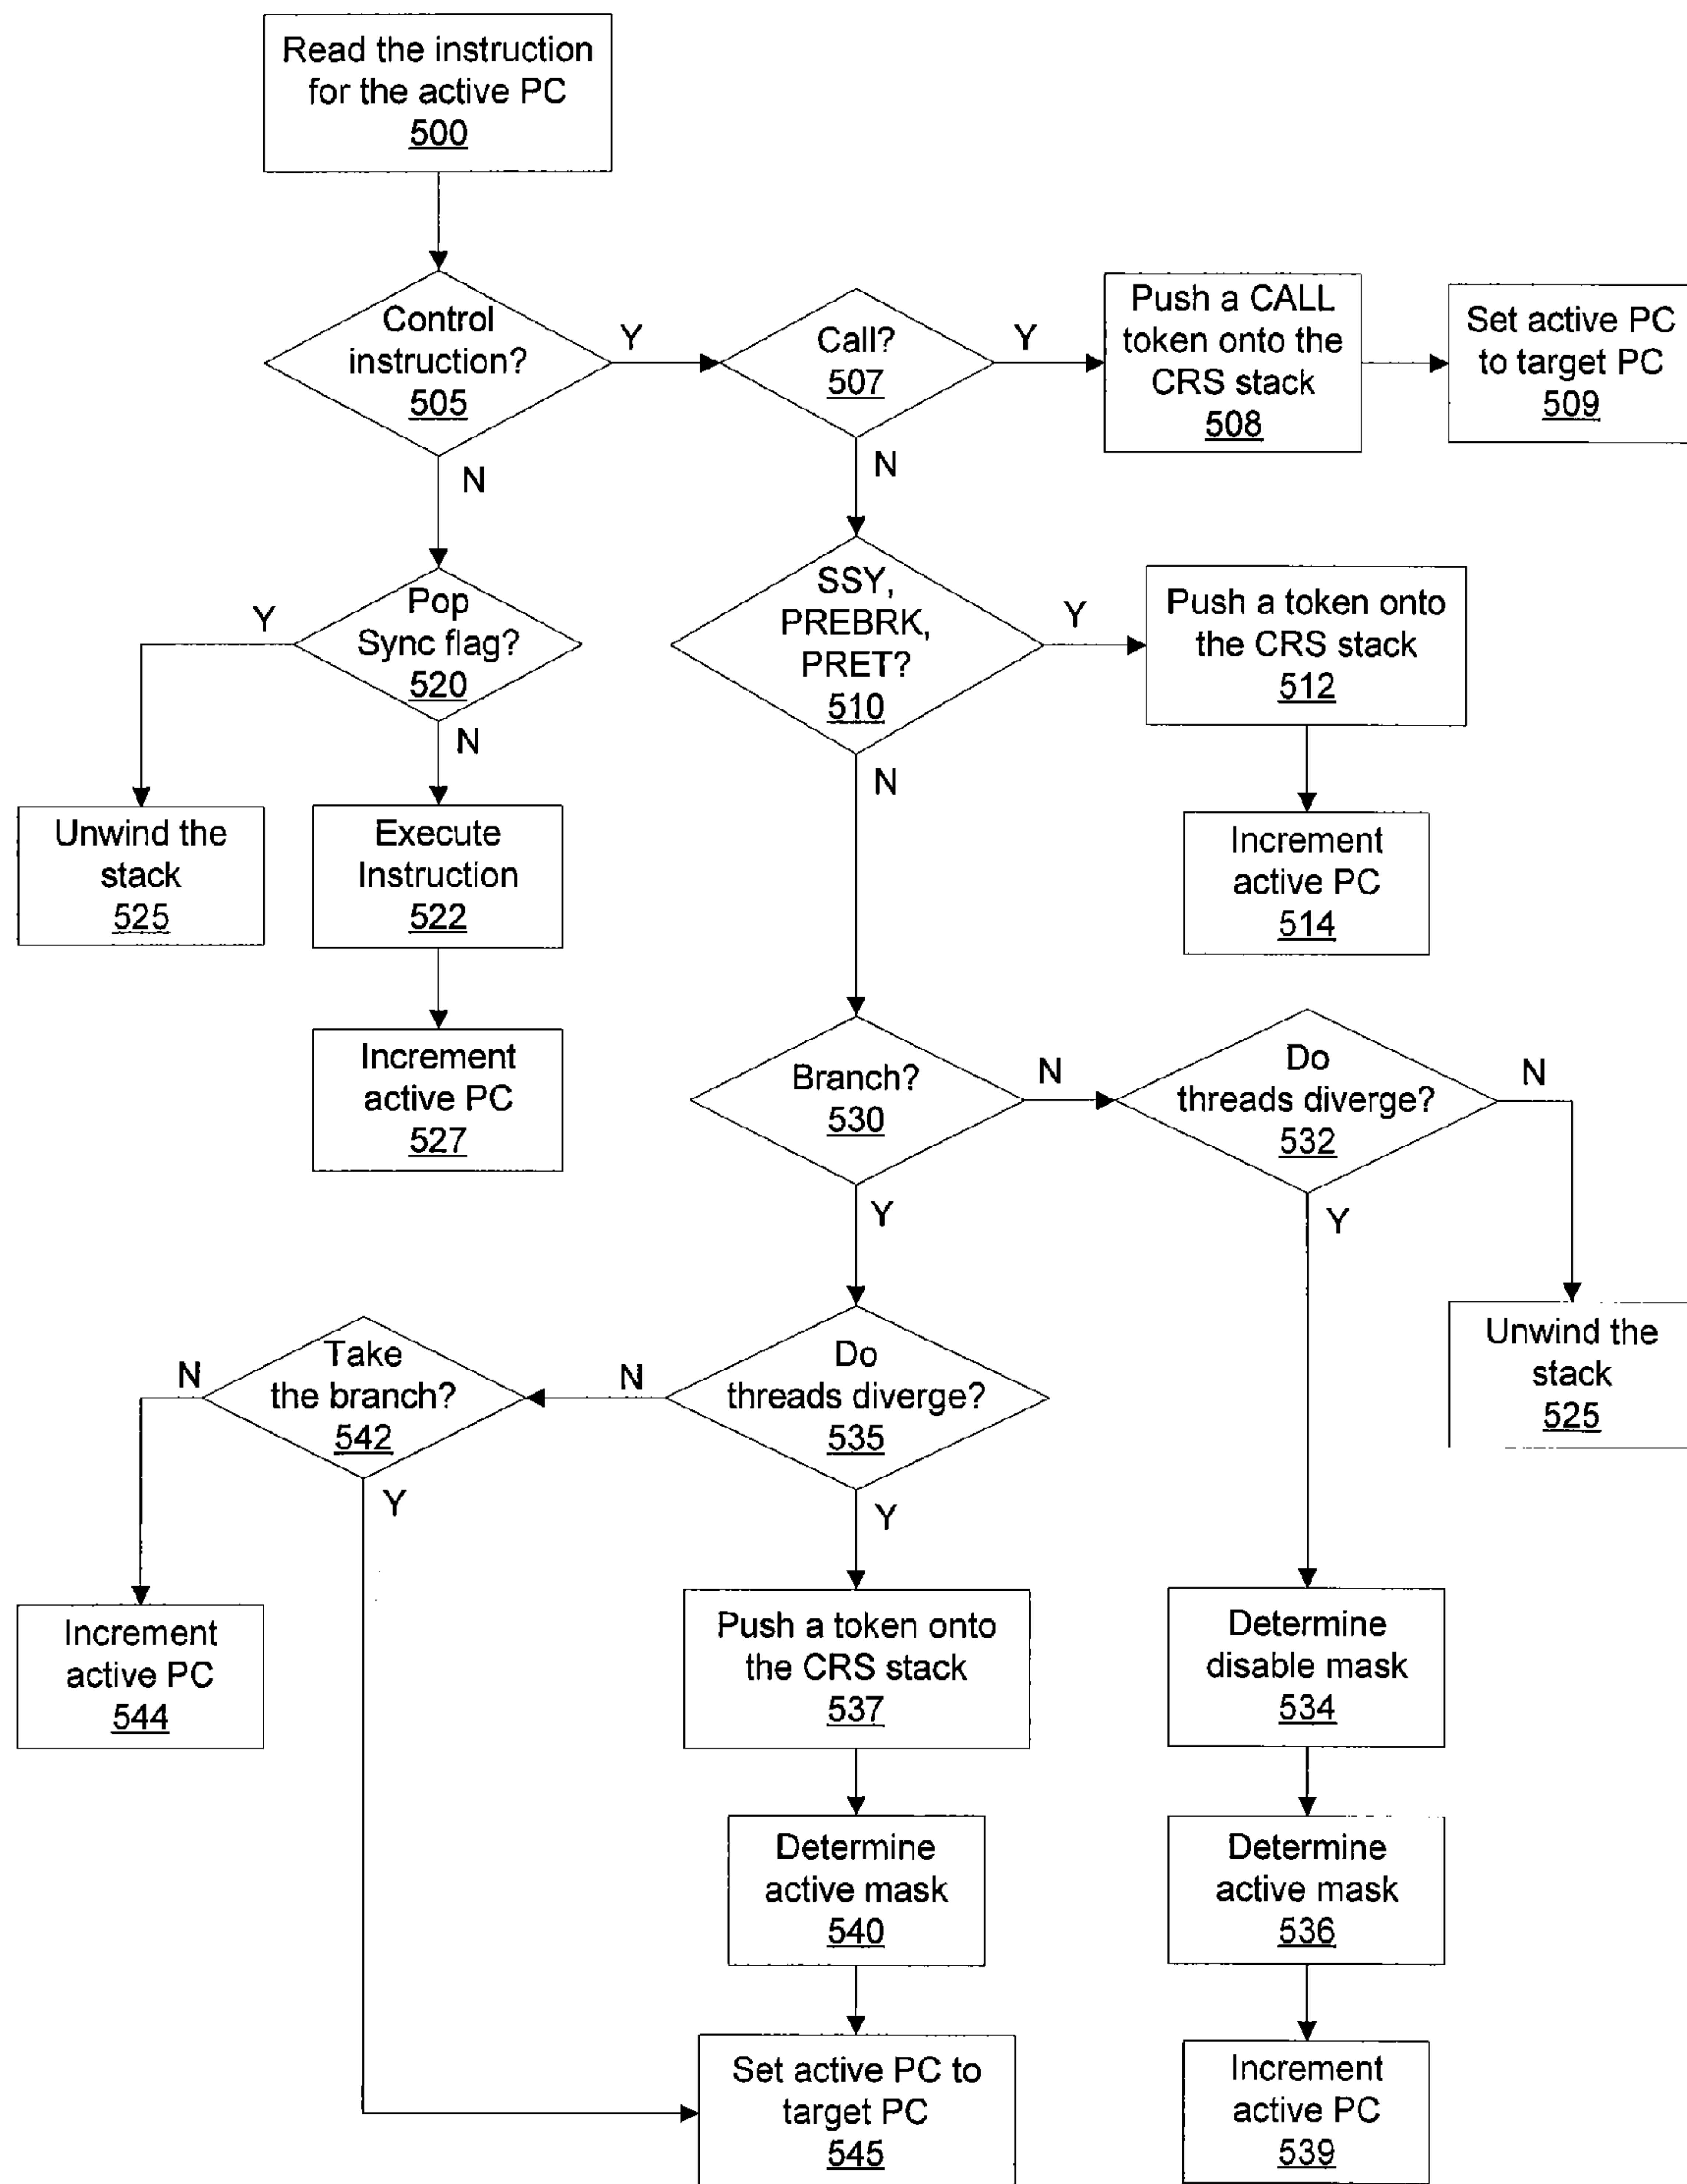 Read the instruction
for the active PC
500
Control
instruction?
505
Y
N
Call?
507
Y
N
Push a CALL
token onto the
CRS stack
508
Set active PC
to target PC
509
Pop
Sync flag?
520
Y
N
SSY,
PREBRK,
PRET?
510
Y
N
Push a token onto
the CRS stack
512
Unwind the
stack
525
Execute
Instruction
522
Increment
active PC
514
Increment
active PC
527
Branch?
530
N
Y
Do
threads diverge?
532
N
Y
Unwind the
stack
525
Take
the branch?
542
N
Y
Do
threads diverge?
535
N
Y
Increment
active PC
544
Push a token onto
the CRS stack
537
Determine
disable mask
534
Determine
active mask
540
Determine
active mask
536
Set active PC to
target PC
545
Increment
active PC
539